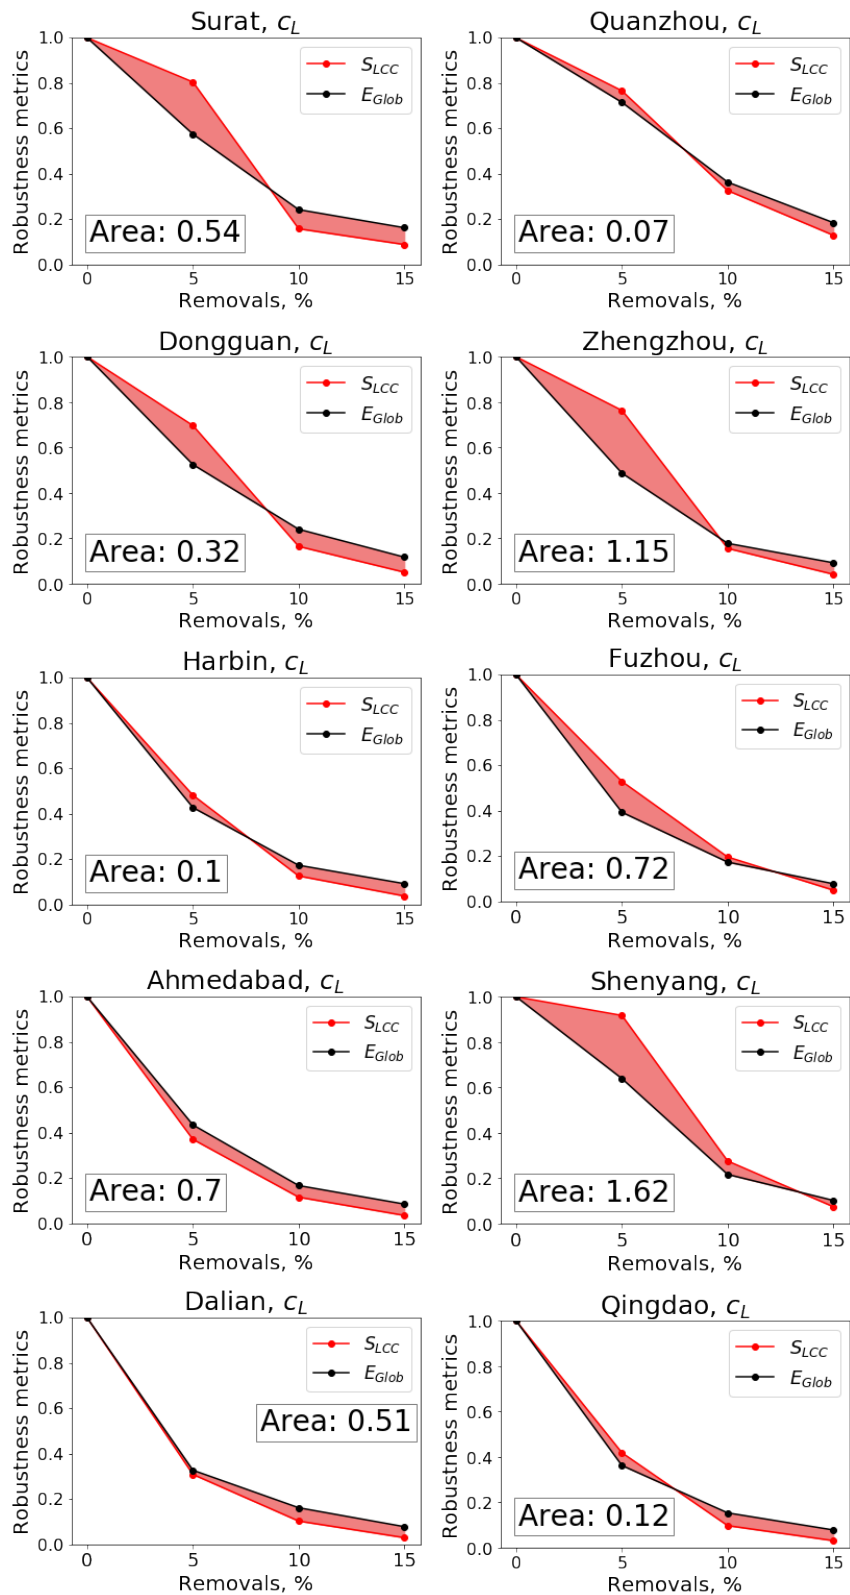 Surat, c_L
Robustness metrics
1.0
0.8
0.6
0.4
0.2
0.0
S_LCC
E_Glob
Area: 0.54
0 5 10 15
Removals, %
Quanzhou, c_L
Robustness metrics
1.0
0.8
0.6
0.4
0.2
0.0
S_LCC
E_Glob
Area: 0.07
0 5 10 15
Removals, %
Dongguan, c_L
Robustness metrics
1.0
0.8
0.6
0.4
0.2
0.0
S_LCC
E_Glob
Area: 0.32
0 5 10 15
Removals, %
Zhengzhou, c_L
Robustness metrics
1.0
0.8
0.6
0.4
0.2
0.0
S_LCC
E_Glob
Area: 1.15
0 5 10 15
Removals, %
Harbin, c_L
Robustness metrics
1.0
0.8
0.6
0.4
0.2
0.0
S_LCC
E_Glob
Area: 0.1
0 5 10 15
Removals, %
Fuzhou, c_L
Robustness metrics
1.0
0.8
0.6
0.4
0.2
0.0
S_LCC
E_Glob
Area: 0.72
0 5 10 15
Removals, %
Ahmedabad, c_L
Robustness metrics
1.0
0.8
0.6
0.4
0.2
0.0
S_LCC
E_Glob
Area: 0.7
0 5 10 15
Removals, %
Shenyang, c_L
Robustness metrics
1.0
0.8
0.6
0.4
0.2
0.0
S_LCC
E_Glob
Area: 1.62
0 5 10 15
Removals, %
Dalian, c_L
Robustness metrics
1.0
0.8
0.6
0.4
0.2
0.0
S_LCC
E_Glob
Area: 0.51
0 5 10 15
Removals, %
Qingdao, c_L
Robustness metrics
1.0
0.8
0.6
0.4
0.2
0.0
S_LCC
E_Glob
Area: 0.12
0 5 10 15
Removals, %